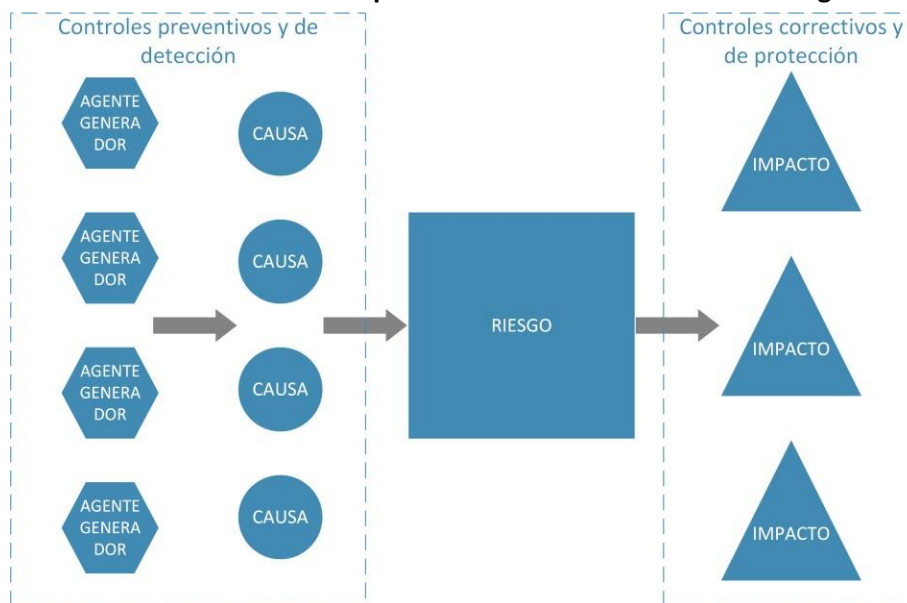 Controles preventivos y de
detección
Controles correctivos y
de protección
AGENTE
GENERA
DOR
CAUSA
IMPACTO
AGENTE
GENERA
DOR
CAUSA
RIESGO
IMPACTO
AGENTE
GENERA
DOR
CAUSA
AGENTE
GENERA
DOR
CAUSA
IMPACTO